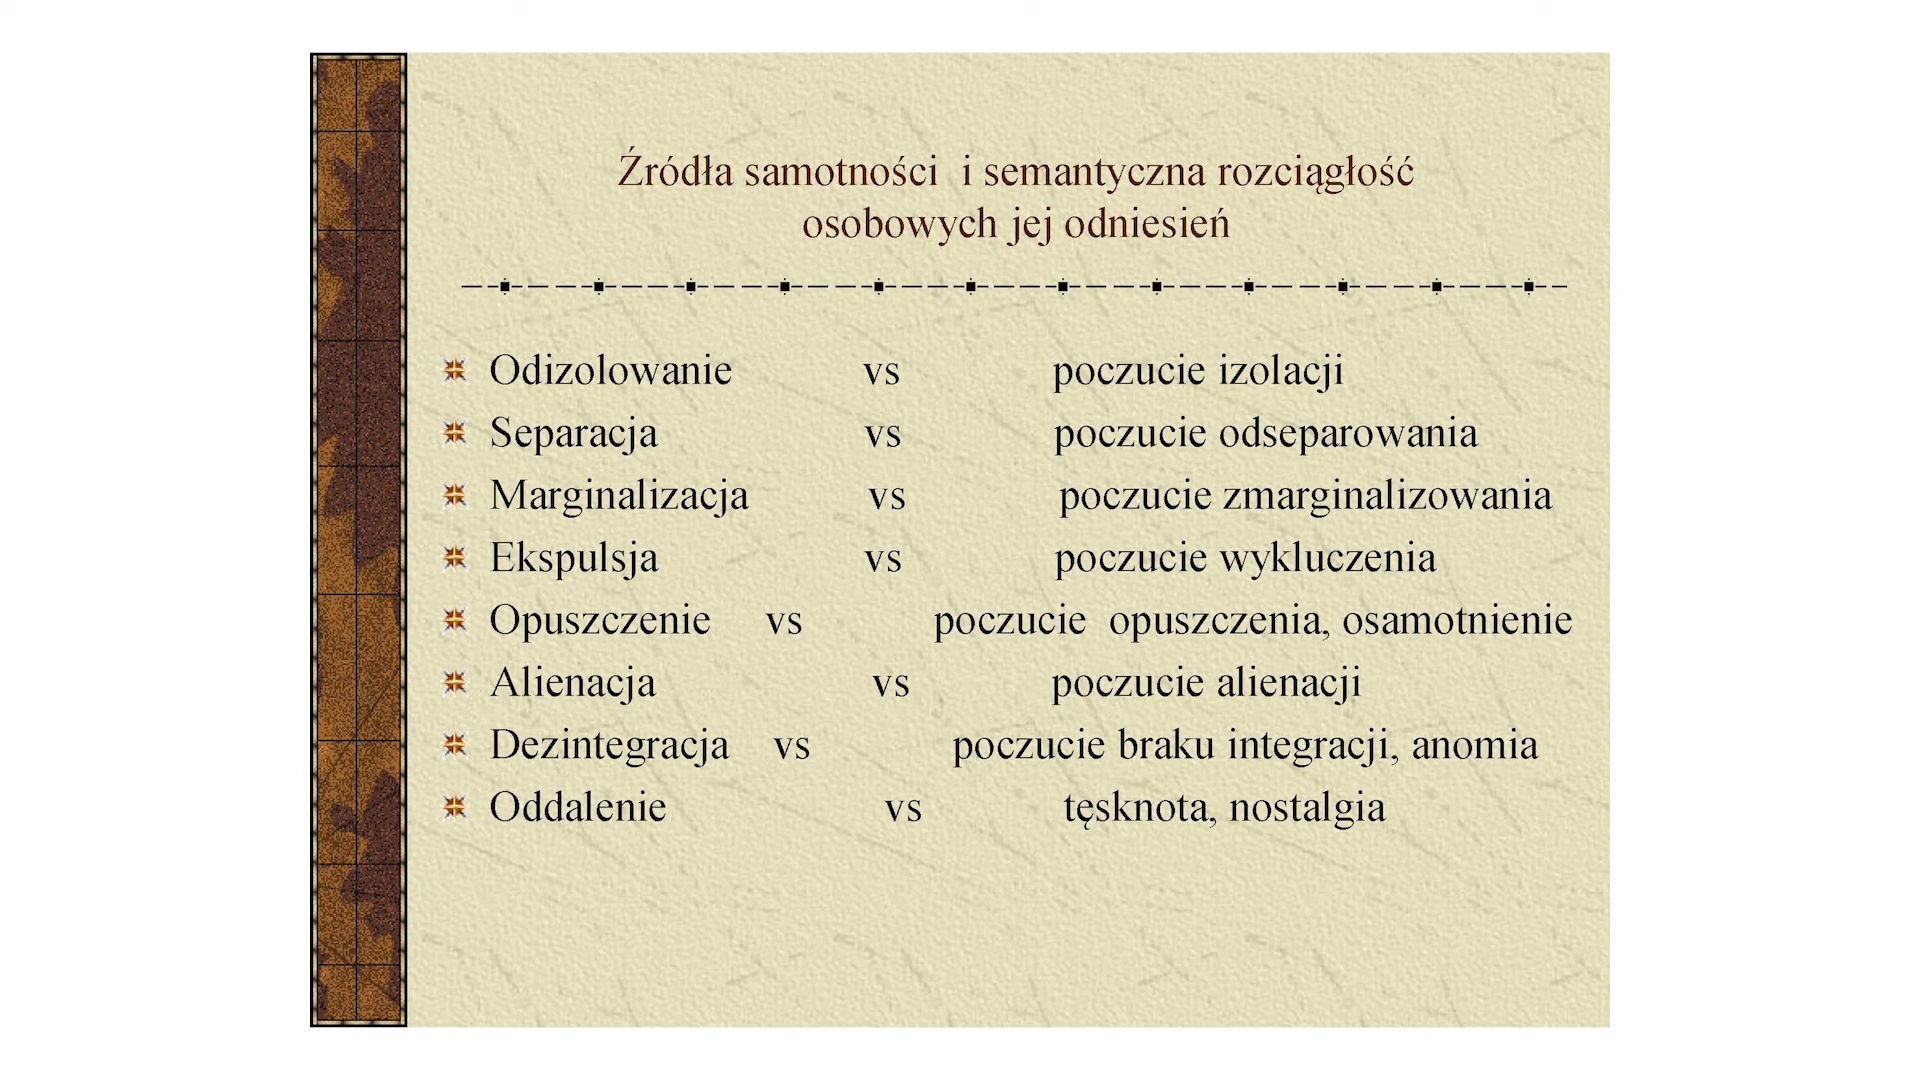 Źródła samotności i semantyczna rozciągłość
osobowych jej odniesień
Odizolowanie vs poczucie izolacji
Separacja vs poczucie odseparowania
Marginalizacja vs poczucie zmarginalizowania
Ekspulsja vs poczucie wykluczenia
Opuszczenie vs poczucie opuszczenia, osamotnienie
Alienacja vs poczucie alienacji
Dezintegracja vs poczucie braku integracji, anomia
Oddalenie vs tęsknota, nostalgia